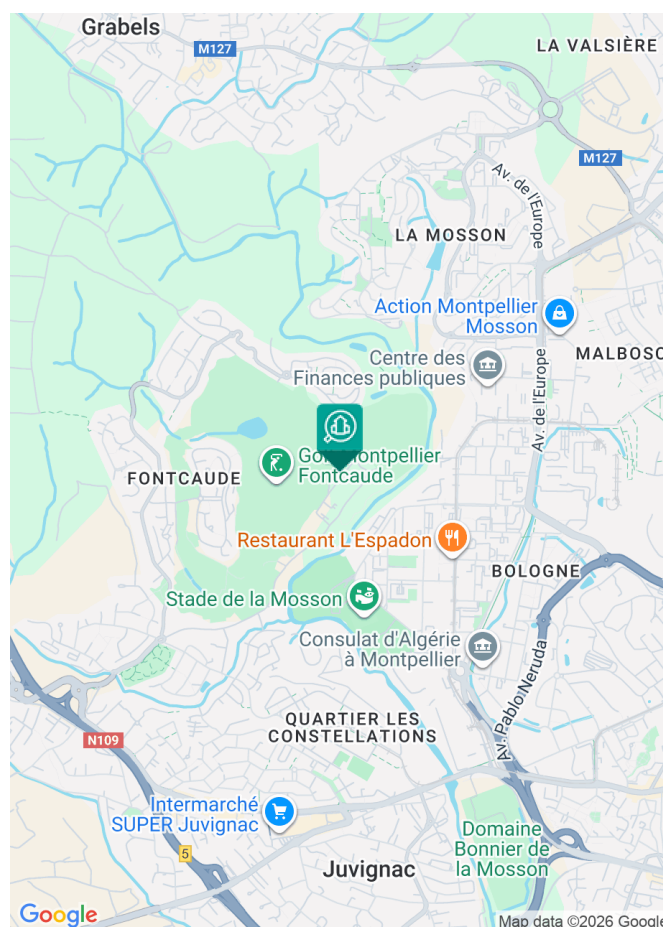 Grabels
M127
LA VALSIÈRE
M127
Av. de l'Europe
LA MOSSON
Action Montpellier
Mosson
Centre des
Finances publiques
MALBOSC
Av. de l'Europe
Golf Montpellier
Fontcaude
FONTCAUDE
Restaurant L'Espadon
BOLOGNE
Stade de la Mosson
Consulat d'Algérie
à Montpellier
Av. Pablo Neruda
QUARTIER LES
CONSTELLATIONS
N109
Intermarché
SUPER Juvignac
5
Domaine
Bonnier de
la Mosson
Juvignac
Google
Map data ©2026 Google